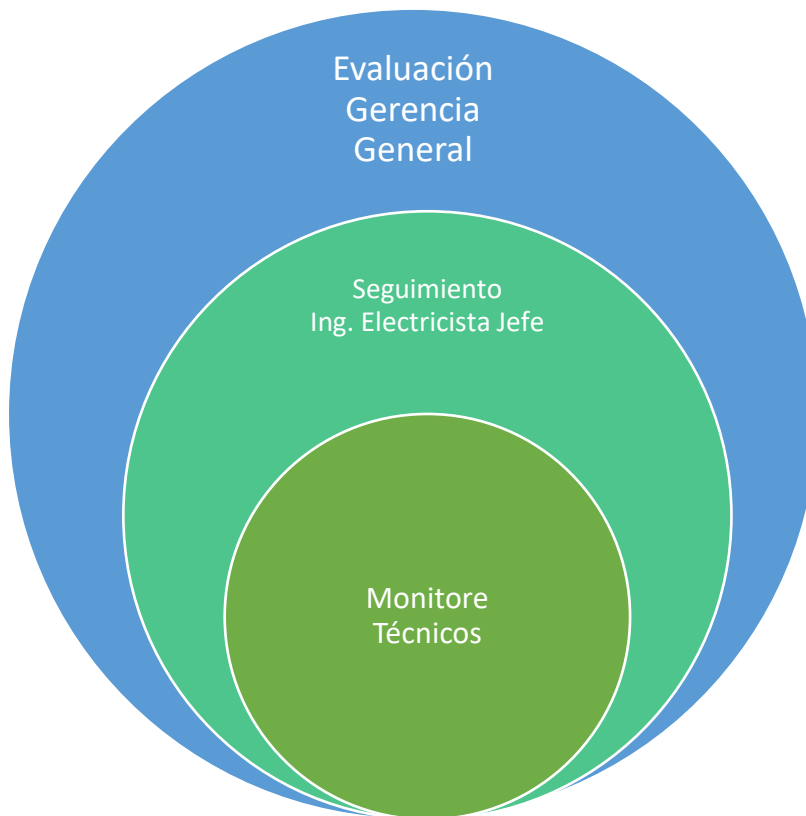 Evaluación
Gerencia
General
Seguimiento
Ing. Electricista Jefe
Monitore
Técnicos